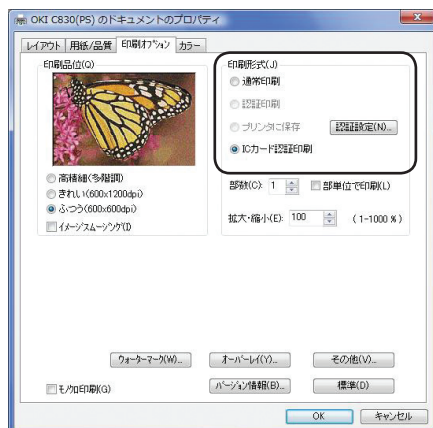 OKI C830(PS) のドキュメントのプロパティ
レイアウト 用紙/品質 印刷オプション カラー
印刷品位(Q)
高精細(多階調)
きれい(600x1200dpi)
ふつう(600x600dpi)
イメージスムージング(I)
印刷形式(J)
通常印刷
認証印刷
プリンタに保存 認証設定(N)...
ICカード認証印刷
部数(C): 1 部単位で印刷(L)
拡大・縮小(E): 100 (1-1000 %)
ウォーターマーク(W)... オーバーレイ(Y)... その他(V)...
モノクロ印刷(G) バージョン情報(B)... 標準(D)
OK キャンセル